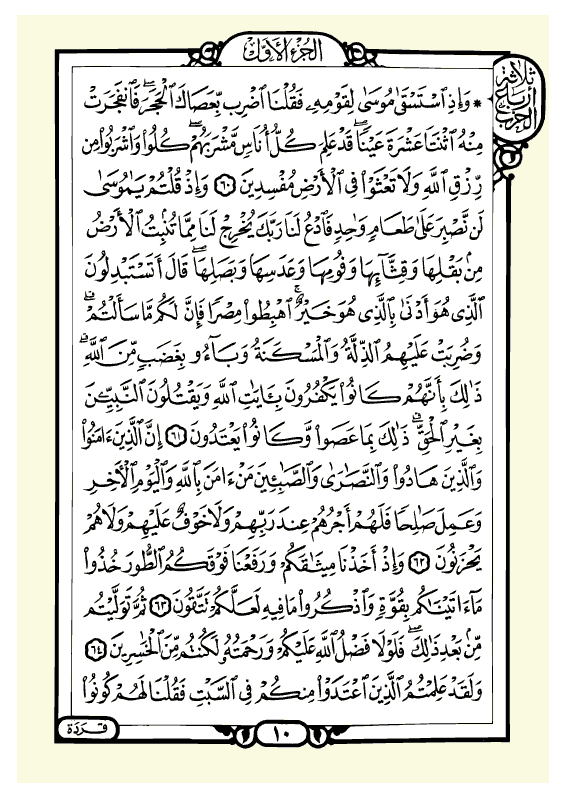 الجزء الأول
ثلاثة
أرباع
الحزب
١
* وَإِذِ ٱسْتَسْقَىٰ مُوسَىٰ لِقَوْمِهِۦ فَقُلْنَا ٱضْرِب بِّعَصَاكَ ٱلْحَجَرَ ۖ فَٱنفَجَرَتْ
مِنْهُ ٱثْنَتَا عَشْرَةَ عَيْنًا ۖ قَدْ عَلِمَ كُلُّ أُنَاسٍ مَّشْرَبَهُمْ ۖ كُلُوا۟ وَٱشْرَبُوا۟ مِن
رِّزْقِ ٱللَّهِ وَلَا تَعْثَوْا۟ فِى ٱلْأَرْضِ مُفْسِدِينَ ٦٠ وَإِذْ قُلْتُمْ يَٰمُوسَىٰ
لَن نَّصْبِرَ عَلَىٰ طَعَامٍ وَٰحِدٍ فَٱدْعُ لَنَا رَبَّكَ يُخْرِجْ لَنَا مِمَّا تُنۢبِتُ ٱلْأَرْضُ
مِنۢ بَقْلِهَا وَقِثَّآئِهَا وَفُومِهَا وَعَدَسِهَا وَبَصَلِهَا ۖ قَالَ أَتَسْتَبْدِلُونَ
ٱلَّذِى هُوَ أَدْنَىٰ بِٱلَّذِى هُوَ خَيْرٌ ۚ ٱهْبِطُوا۟ مِصْرًا فَإِنَّ لَكُم مَّا سَأَلْتُمْ ۗ
وَضُرِبَتْ عَلَيْهِمُ ٱلذِّلَّةُ وَٱلْمَسْكَنَةُ وَبَآءُو بِغَضَبٍ مِّنَ ٱللَّهِ ۗ
ذَٰلِكَ بِأَنَّهُمْ كَانُوا۟ يَكْفُرُونَ بِـَٔايَٰتِ ٱللَّهِ وَيَقْتُلُونَ ٱلنَّبِيِّـۧنَ
بِغَيْرِ ٱلْحَقِّ ۗ ذَٰلِكَ بِمَا عَصَوا۟ وَّكَانُوا۟ يَعْتَدُونَ ٦١ إِنَّ ٱلَّذِينَ ءَامَنُوا۟
وَٱلَّذِينَ هَادُوا۟ وَٱلنَّصَٰرَىٰ وَٱلصَّٰبِـِٔينَ مَنْ ءَامَنَ بِٱللَّهِ وَٱلْيَوْمِ ٱلْءَاخِرِ
وَعَمِلَ صَٰلِحًا فَلَهُمْ أَجْرُهُمْ عِندَ رَبِّهِمْ وَلَا خَوْفٌ عَلَيْهِمْ وَلَا هُمْ
يَحْزَنُونَ ٦٢ وَإِذْ أَخَذْنَا مِيثَٰقَكُمْ وَرَفَعْنَا فَوْقَكُمُ ٱلطُّورَ خُذُوا۟
مَآ ءَاتَيْنَٰكُم بِقُوَّةٍ وَٱذْكُرُوا۟ مَا فِيهِ لَعَلَّكُمْ تَتَّقُونَ ٦٣ ثُمَّ تَوَلَّيْتُم
مِّنۢ بَعْدِ ذَٰلِكَ ۖ فَلَوْلَا فَضْلُ ٱللَّهِ عَلَيْكُمْ وَرَحْمَتُهُۥ لَكُنتُم مِّنَ ٱلْخَٰسِرِينَ ٦٤
وَلَقَدْ عَلِمْتُمُ ٱلَّذِينَ ٱعْتَدَوْا۟ مِنكُمْ فِى ٱلسَّبْتِ فَقُلْنَا لَهُمْ كُونُوا۟
١٠
قِرَدَةً